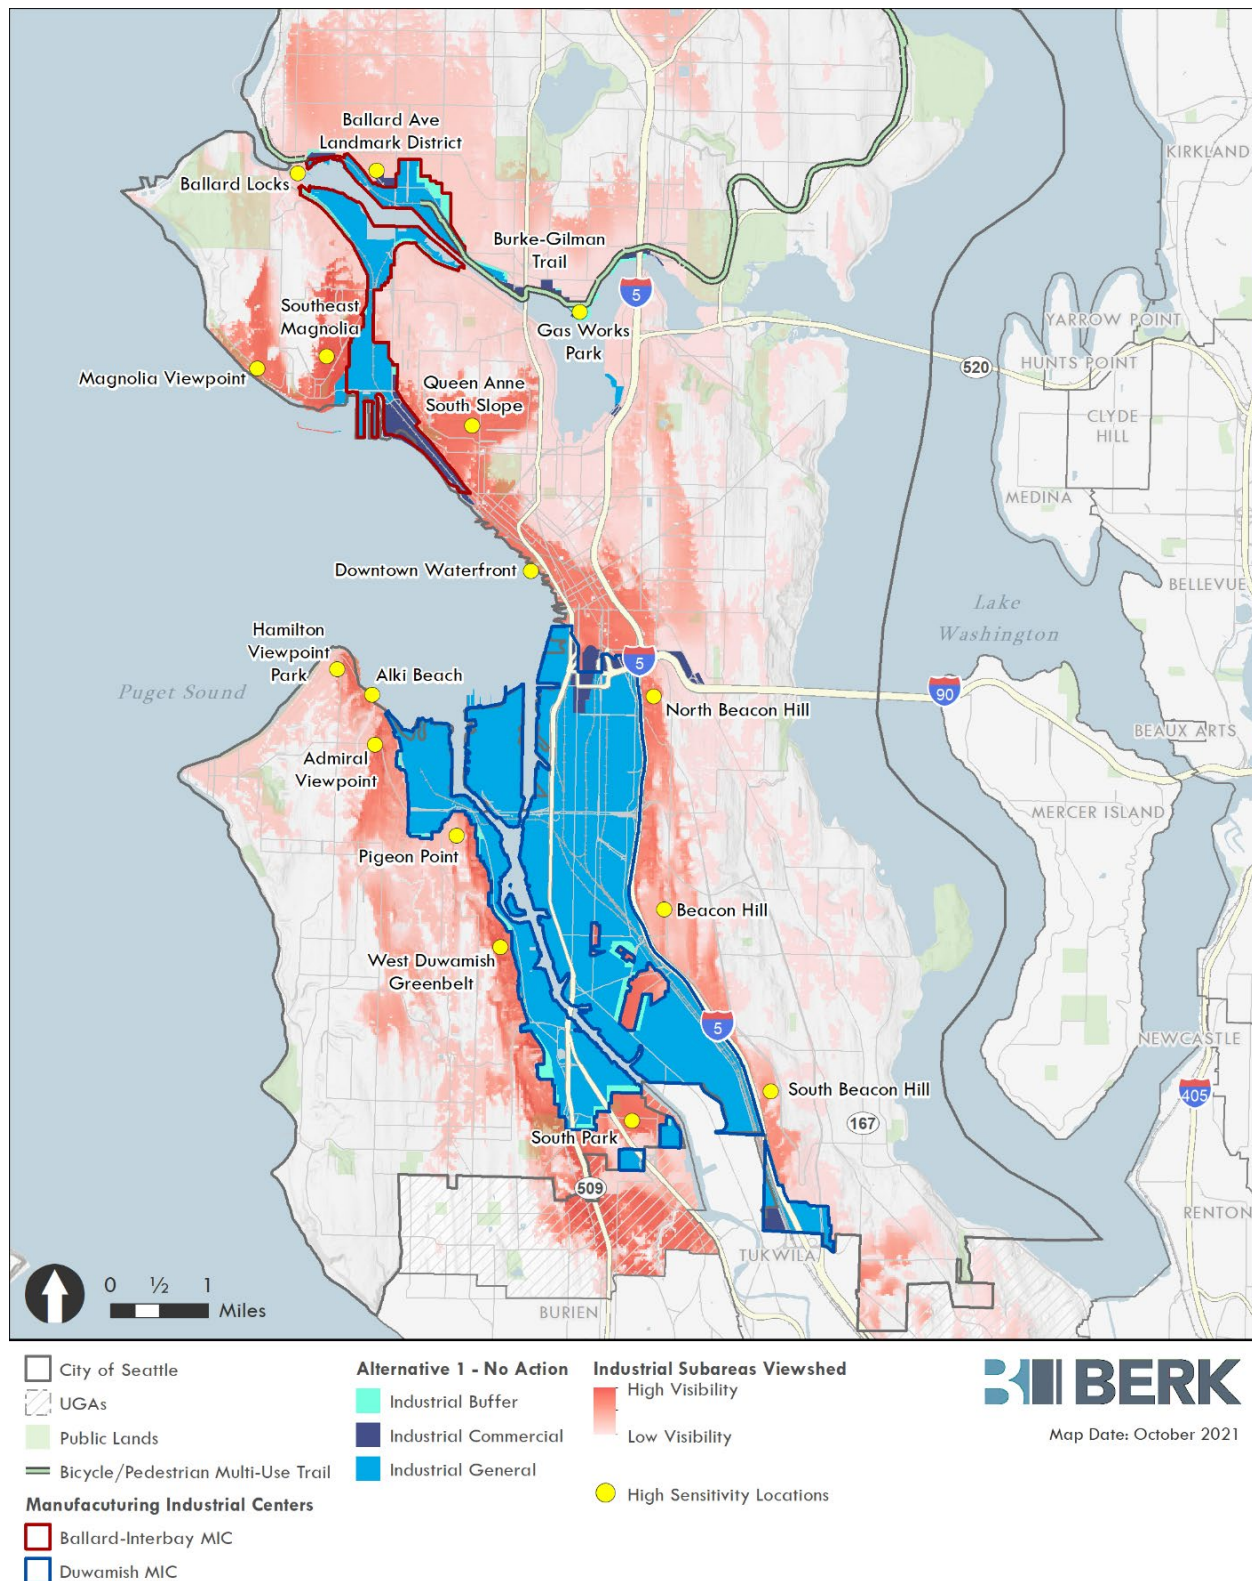 KIRKLAND
Ballard Ave
Landmark District
Ballard Locks
Burke-Gilman
Trail
5
Southeast
Magnolia
Gas Works
Park
YARROW POINT
HUNTS POINT
520
Magnolia Viewpoint
Queen Anne
South Slope
CLYDE
HILL
MEDINA
Downtown Waterfront
BELLEVUE
Lake
Washington
Hamilton
Viewpoint
Park
Alki Beach
Puget Sound
5
90
North Beacon Hill
BEAUX ARTS
Admiral
Viewpoint
MERCER ISLAND
Pigeon Point
Beacon Hill
West Duwamish
Greenbelt
5
NEWCASTLE
South Beacon Hill
405
167
South Park
509
RENTON
TUKWILA
0 ½ 1
Miles
BURIEN
City of Seattle
UGAs
Public Lands
Bicycle/Pedestrian Multi-Use Trail
Manufacuturing Industrial Centers
Ballard-Interbay MIC
Duwamish MIC
Alternative 1 - No Action
Industrial Buffer
Industrial Commercial
Industrial General
Industrial Subareas Viewshed
High Visibility
Low Visibility
High Sensitivity Locations
BERK
Map Date: October 2021